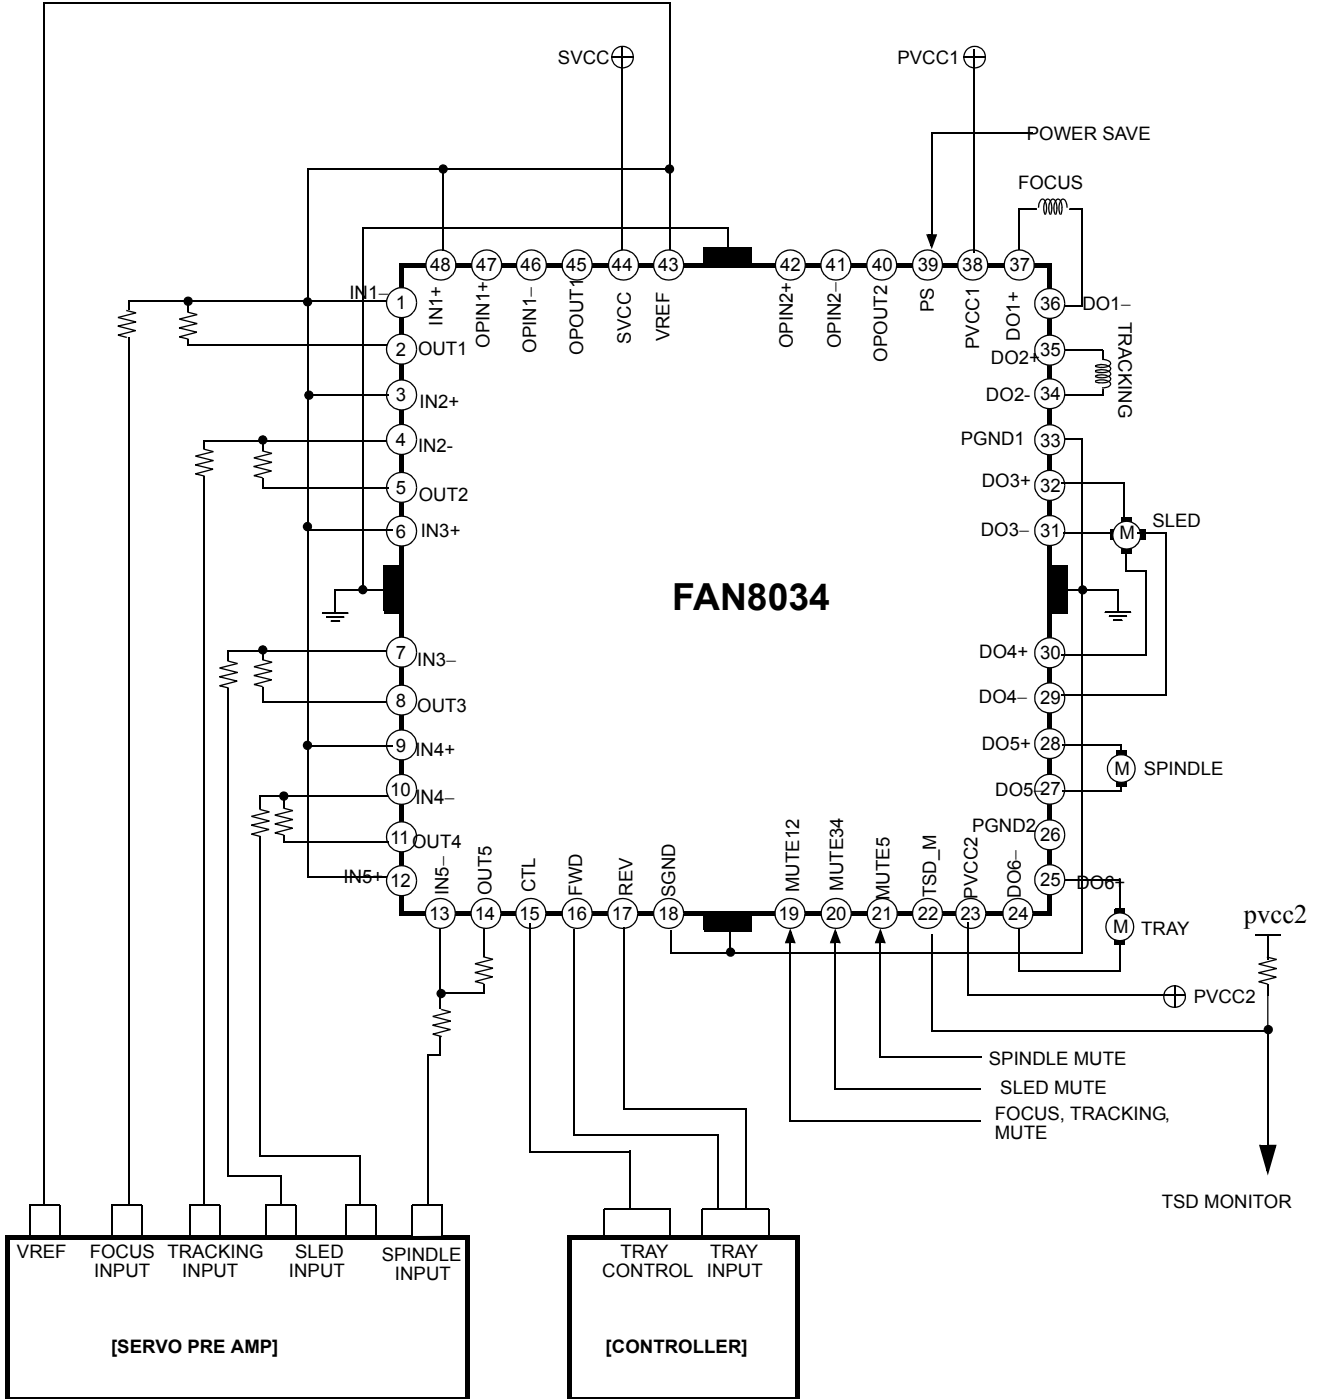 SVCC
PVCC1
POWER SAVE
FOCUS
48 47 46 45 44 43 42 41 40 39 38 37
IN1+
OPIN1+
OPIN1−
OPOUT1
SVCC
VREF
OPIN2+
OPIN2−
OPOUT2
PS
PVCC1
DO1+
IN1−
1
2
OUT1
3
IN2+
4
IN2-
5
OUT2
6
IN3+
7
IN3−
8
OUT3
9
IN4+
10
IN4−
11
OUT4
IN5+
12
FAN8034
36
DO1−
DO2+
35
TRACKING
DO2-
34
PGND1
33
DO3+
32
DO3−
31
M
SLED
DO4+
30
DO4−
29
DO5+
28
M
SPINDLE
DO5
27
PGND2
26
25
DO6+
IN5−
OUT5
CTL
FWD
REV
SGND
MUTE12
MUTE34
MUTE5
TSD_M
PVCC2
DO6−
13 14 15 16 17 18 19 20 21 22 23 24
M
TRAY
pvcc2
PVCC2
SPINDLE MUTE
SLED MUTE
FOCUS, TRACKING,
MUTE
TSD MONITOR
VREF
FOCUS
INPUT
TRACKING
INPUT
SLED
INPUT
SPINDLE
INPUT
[SERVO PRE AMP]
TRAY
CONTROL
TRAY
INPUT
[CONTROLLER]